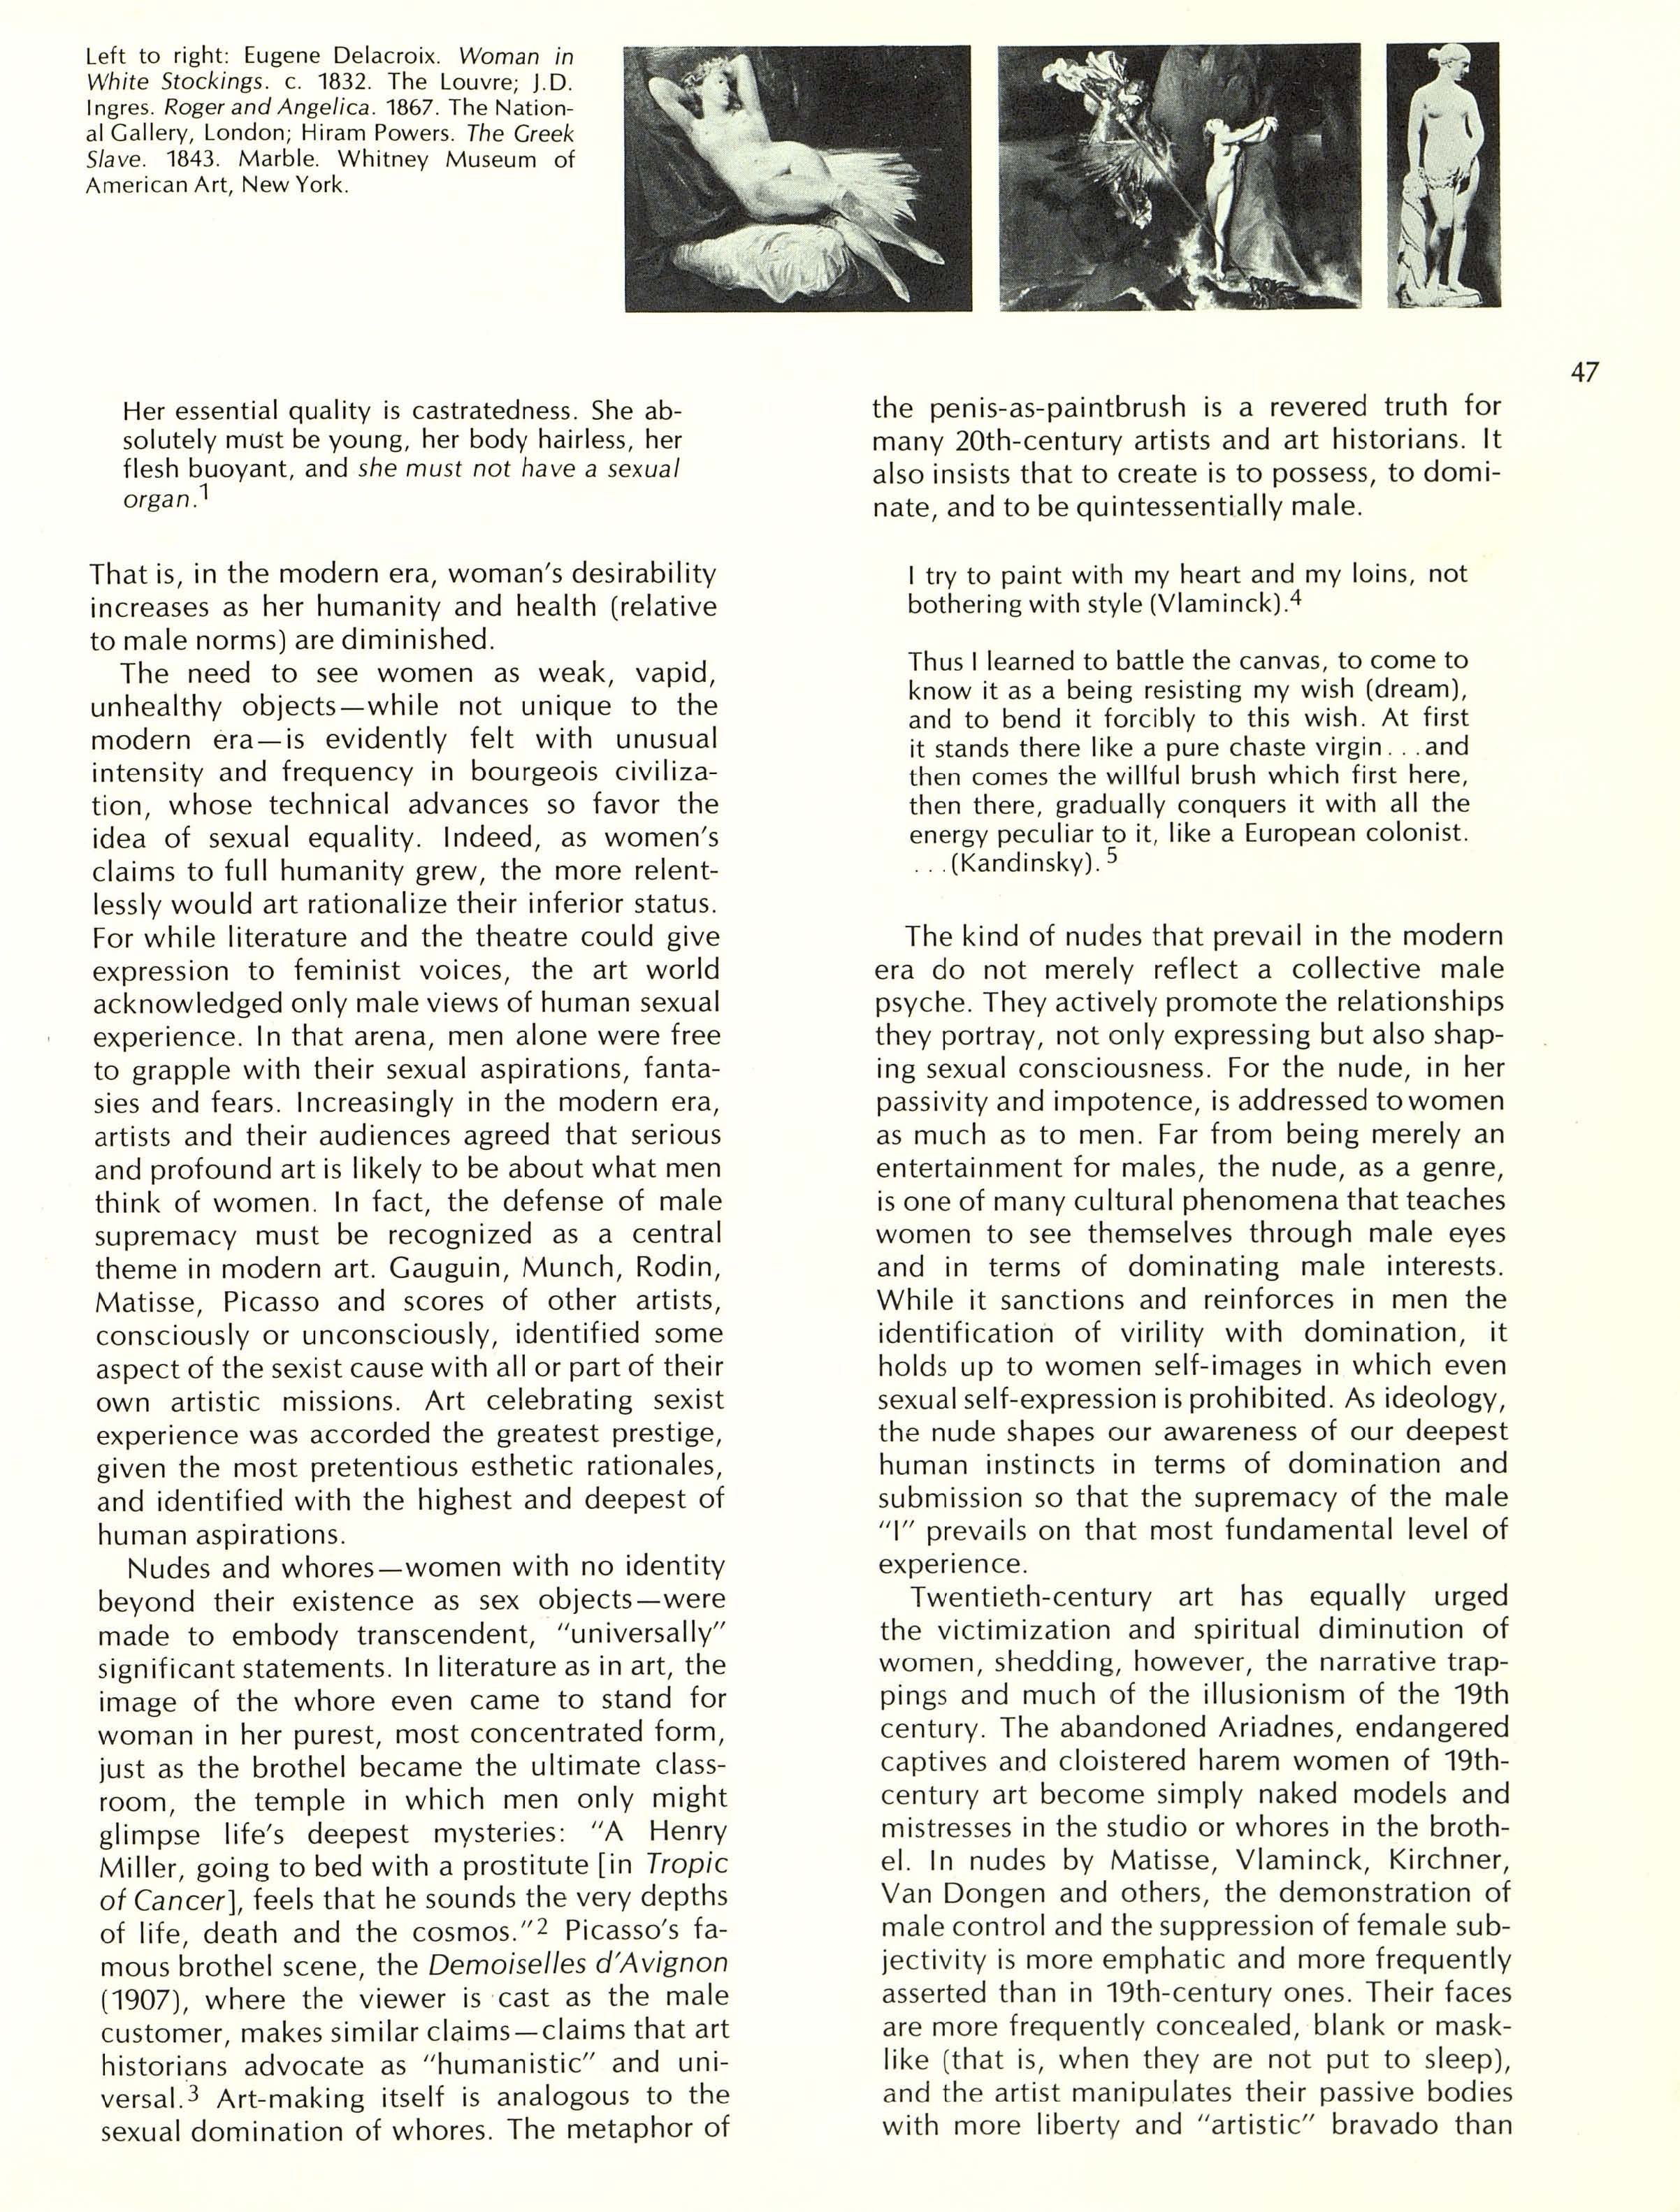 Left to right: Eugene Delacroix. Woman in
White Stockings. c. 1832. The Louvre; J.D.
Ingres. Roger and Angelica. 1867. The Nation-
al Gallery, London; Hiram Powers. The Greek
Slave. 1843. Marble. Whitney Museum of
American Art, New York.
47
Her essential quality is castratedness. She ab-
solutely must be young, her body hairless, her
flesh buoyant, and she must not have a sexual
organ.1
That is, in the modern era, woman's desirability
increases as her humanity and health (relative
to male norms) are diminished.
The need to see women as weak, vapid,
unhealthy objects—while not unique to the
modern era—is evidently felt with unusual
intensity and frequency in bourgeois civiliza-
tion, whose technical advances so favor the
idea of sexual equality. Indeed, as women's
claims to full humanity grew, the more relent-
lessly would art rationalize their inferior status.
For while literature and the theatre could give
expression to feminist voices, the art world
acknowledged only male views of human sexual
experience. In that arena, men alone were free
to grapple with their sexual aspirations, fanta-
sies and fears. Increasingly in the modern era,
artists and their audiences agreed that serious
and profound art is likely to be about what men
think of women. In fact, the defense of male
supremacy must be recognized as a central
theme in modern art. Gauguin, Munch, Rodin,
Matisse, Picasso and scores of other artists,
consciously or unconsciously, identified some
aspect of the sexist cause with all or part of their
own artistic missions. Art celebrating sexist
experience was accorded the greatest prestige,
given the most pretentious esthetic rationales,
and identified with the highest and deepest of
human aspirations.
Nudes and whores—women with no identity
beyond their existence as sex objects—were
made to embody transcendent, "universally"
significant statements. In literature as in art, the
image of the whore even came to stand for
woman in her purest, most concentrated form,
just as the brothel became the ultimate class-
room, the temple in which men only might
glimpse life's deepest mysteries: "A Henry
Miller, going to bed with a prostitute [in Tropic
of Cancer], feels that he sounds the very depths
of life, death and the cosmos."2 Picasso's fa-
mous brothel scene, the Demoiselles d'Avignon
(1907), where the viewer is cast as the male
customer, makes similar claims—claims that art
historians advocate as "humanistic" and uni-
versal.3 Art-making itself is analogous to the
sexual domination of whores. The metaphor of
the penis-as-paintbrush is a revered truth for
many 20th-century artists and art historians. It
also insists that to create is to possess, to domi-
nate, and to be quintessentially male.
I try to paint with my heart and my loins, not
bothering with style (Vlaminck).4
Thus I learned to battle the canvas, to come to
know it as a being resisting my wish (dream),
and to bend it forcibly to this wish. At first
it stands there like a pure chaste virgin...and
then comes the willful brush which first here,
then there, gradually conquers it with all the
energy peculiar to it, like a European colonist.
...(Kandinsky).5
The kind of nudes that prevail in the modern
era do not merely reflect a collective male
psyche. They actively promote the relationships
they portray, not only expressing but also shap-
ing sexual consciousness. For the nude, in her
passivity and impotence, is addressed to women
as much as to men. Far from being merely an
entertainment for males, the nude, as a genre,
is one of many cultural phenomena that teaches
women to see themselves through male eyes
and in terms of dominating male interests.
While it sanctions and reinforces in men the
identification of virility with domination, it
holds up to women self-images in which even
sexual self-expression is prohibited. As ideology,
the nude shapes our awareness of our deepest
human instincts in terms of domination and
submission so that the supremacy of the male
"I" prevails on that most fundamental level of
experience.
Twentieth-century art has equally urged
the victimization and spiritual diminution of
women, shedding, however, the narrative trap-
pings and much of the illusionism of the 19th
century. The abandoned Ariadnes, endangered
captives and cloistered harem women of 19th-
century art become simply naked models and
mistresses in the studio or whores in the broth-
el. In nudes by Matisse, Vlaminck, Kirchner,
Van Dongen and others, the demonstration of
male control and the suppression of female sub-
jectivity is more emphatic and more frequently
asserted than in 19th-century ones. Their faces
are more frequently concealed, blank or mask-
like (that is, when they are not put to sleep),
and the artist manipulates their passive bodies
with more liberty and "artistic" bravado than